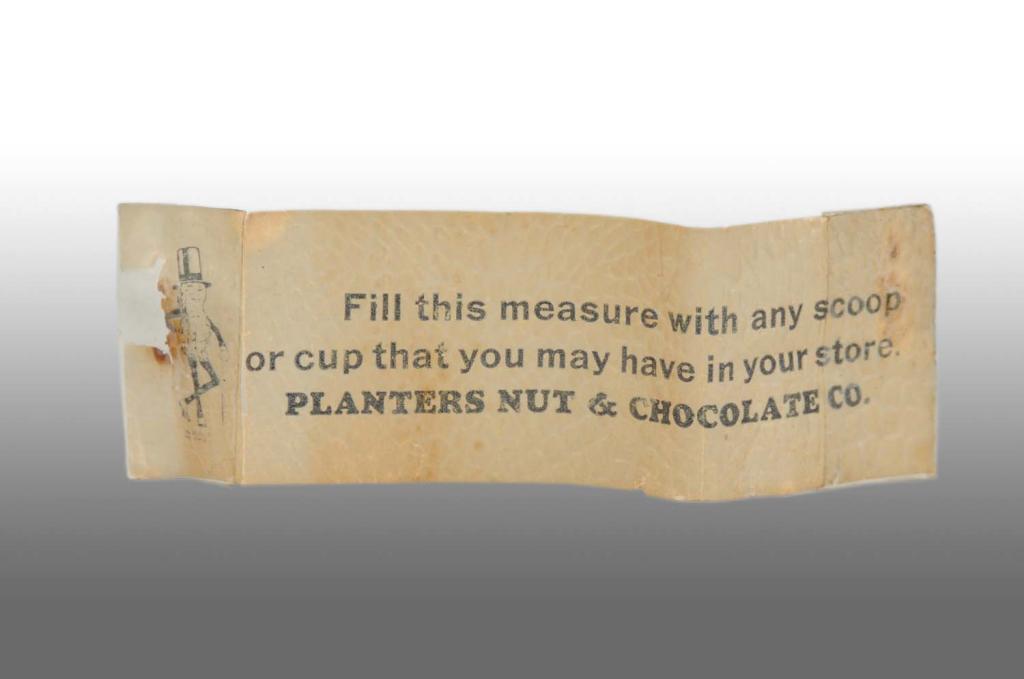 Fill this measure with any scoop
or cup that you may have in your store.
PLANTERS NUT & CHOCOLATE CO.